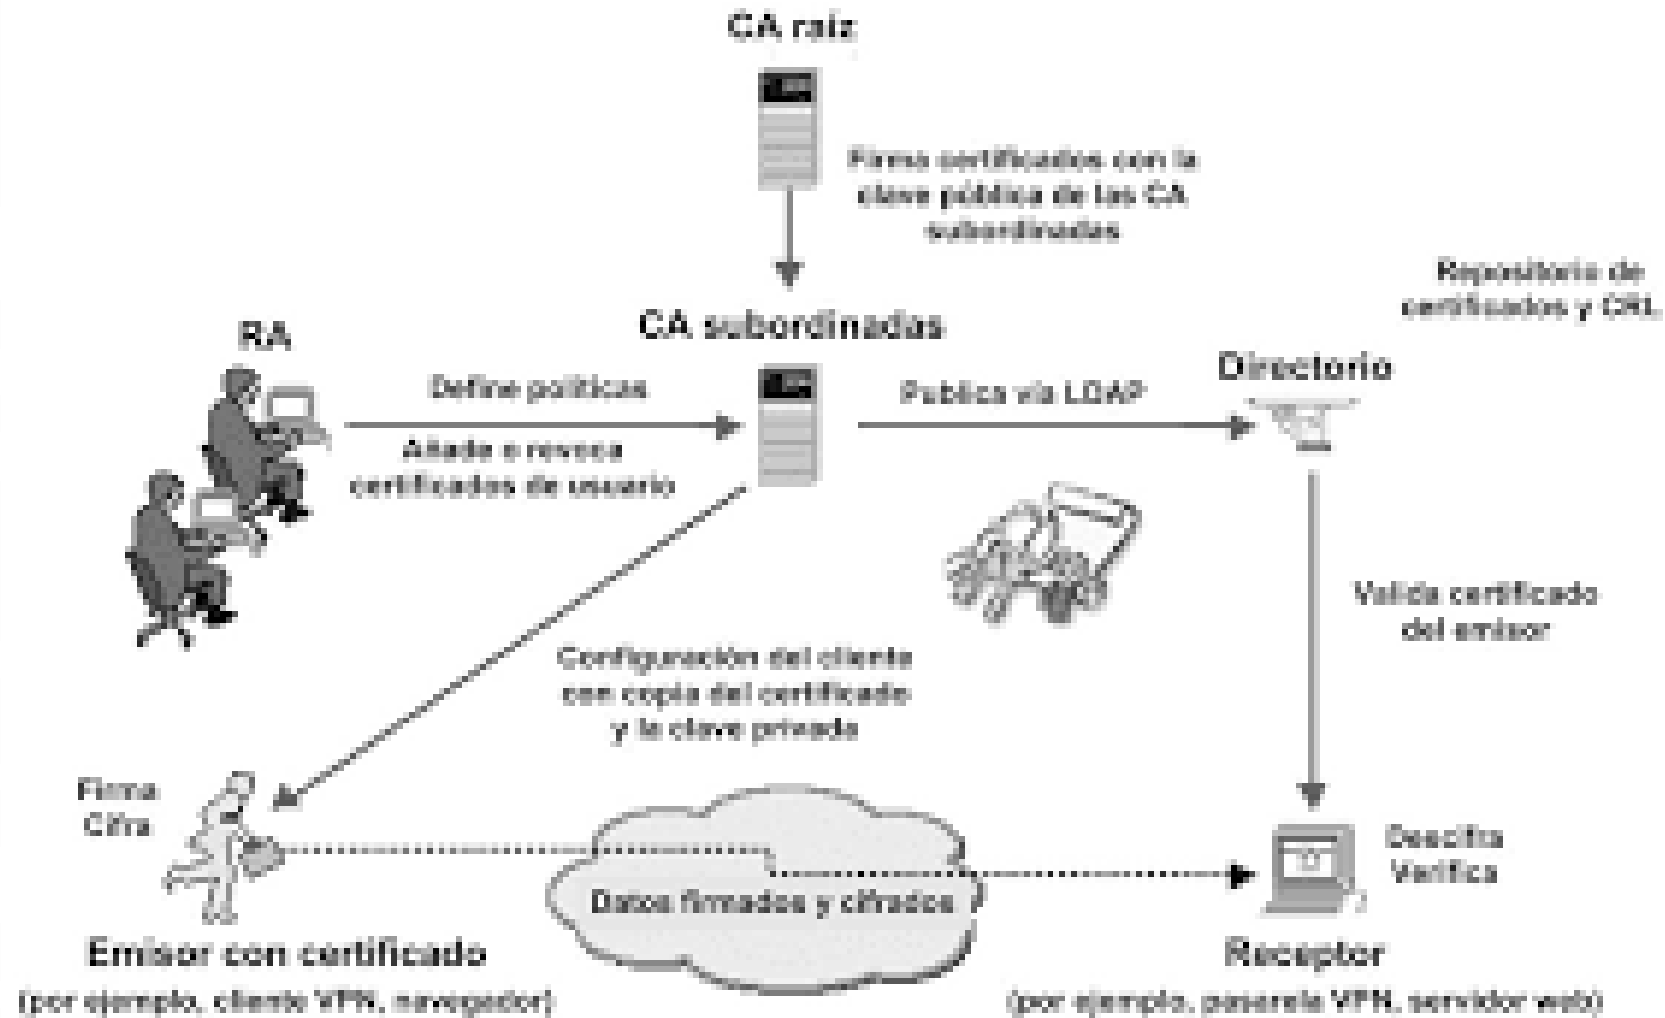 CA raíz
Firma certificados con la
clave pública de las CA
subordinadas
Repositorio de
certificados y CRL
RA
CA subordinadas
Directorio
Define políticas
Publica vía LDAP
Añade o revoca
certificados de usuario
Valida certificado
del emisor
Configuración del cliente
con copia del certificado
y la clave privada
Firma
Cifra
Descifra
Verifica
Datos firmados y cifrados
Emisor con certificado
(por ejemplo, cliente VPN, navegador)
Receptor
(por ejemplo, pasarela VPN, servidor web)